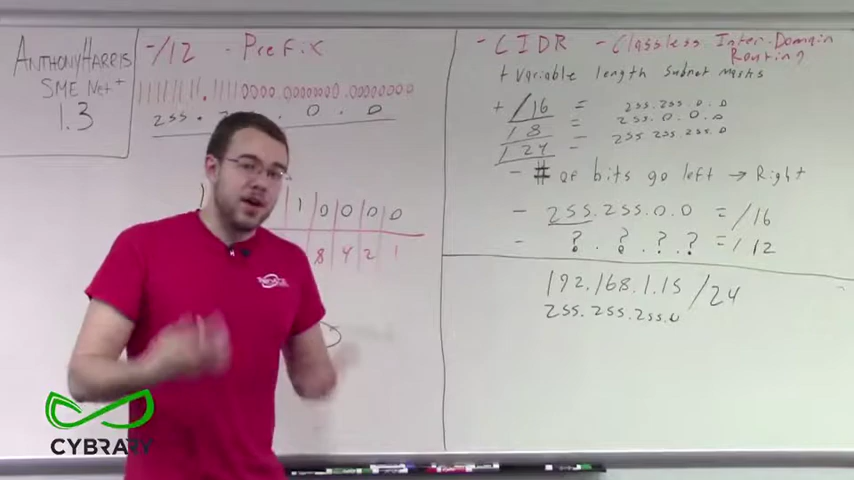 ANTHONY HARRIS
SME Net+
1.3
-/12 - Prefix
11111111.11110000.00000000.00000000
255. .0.0
1 0 0 0 0
8 4 2 1
- CIDR - Classless Inter-Domain
Routing
+ Variable length subnet masks
+ /16 = 255.255.0.0
/8 = 255.0.0.0
/24 = 255.255.255.0
- # of bits go left → Right
- 255.255.0.0 = /16
- ?.?.?.? = /12
192.168.1.15 /24
255.255.255.0
CYBRARY